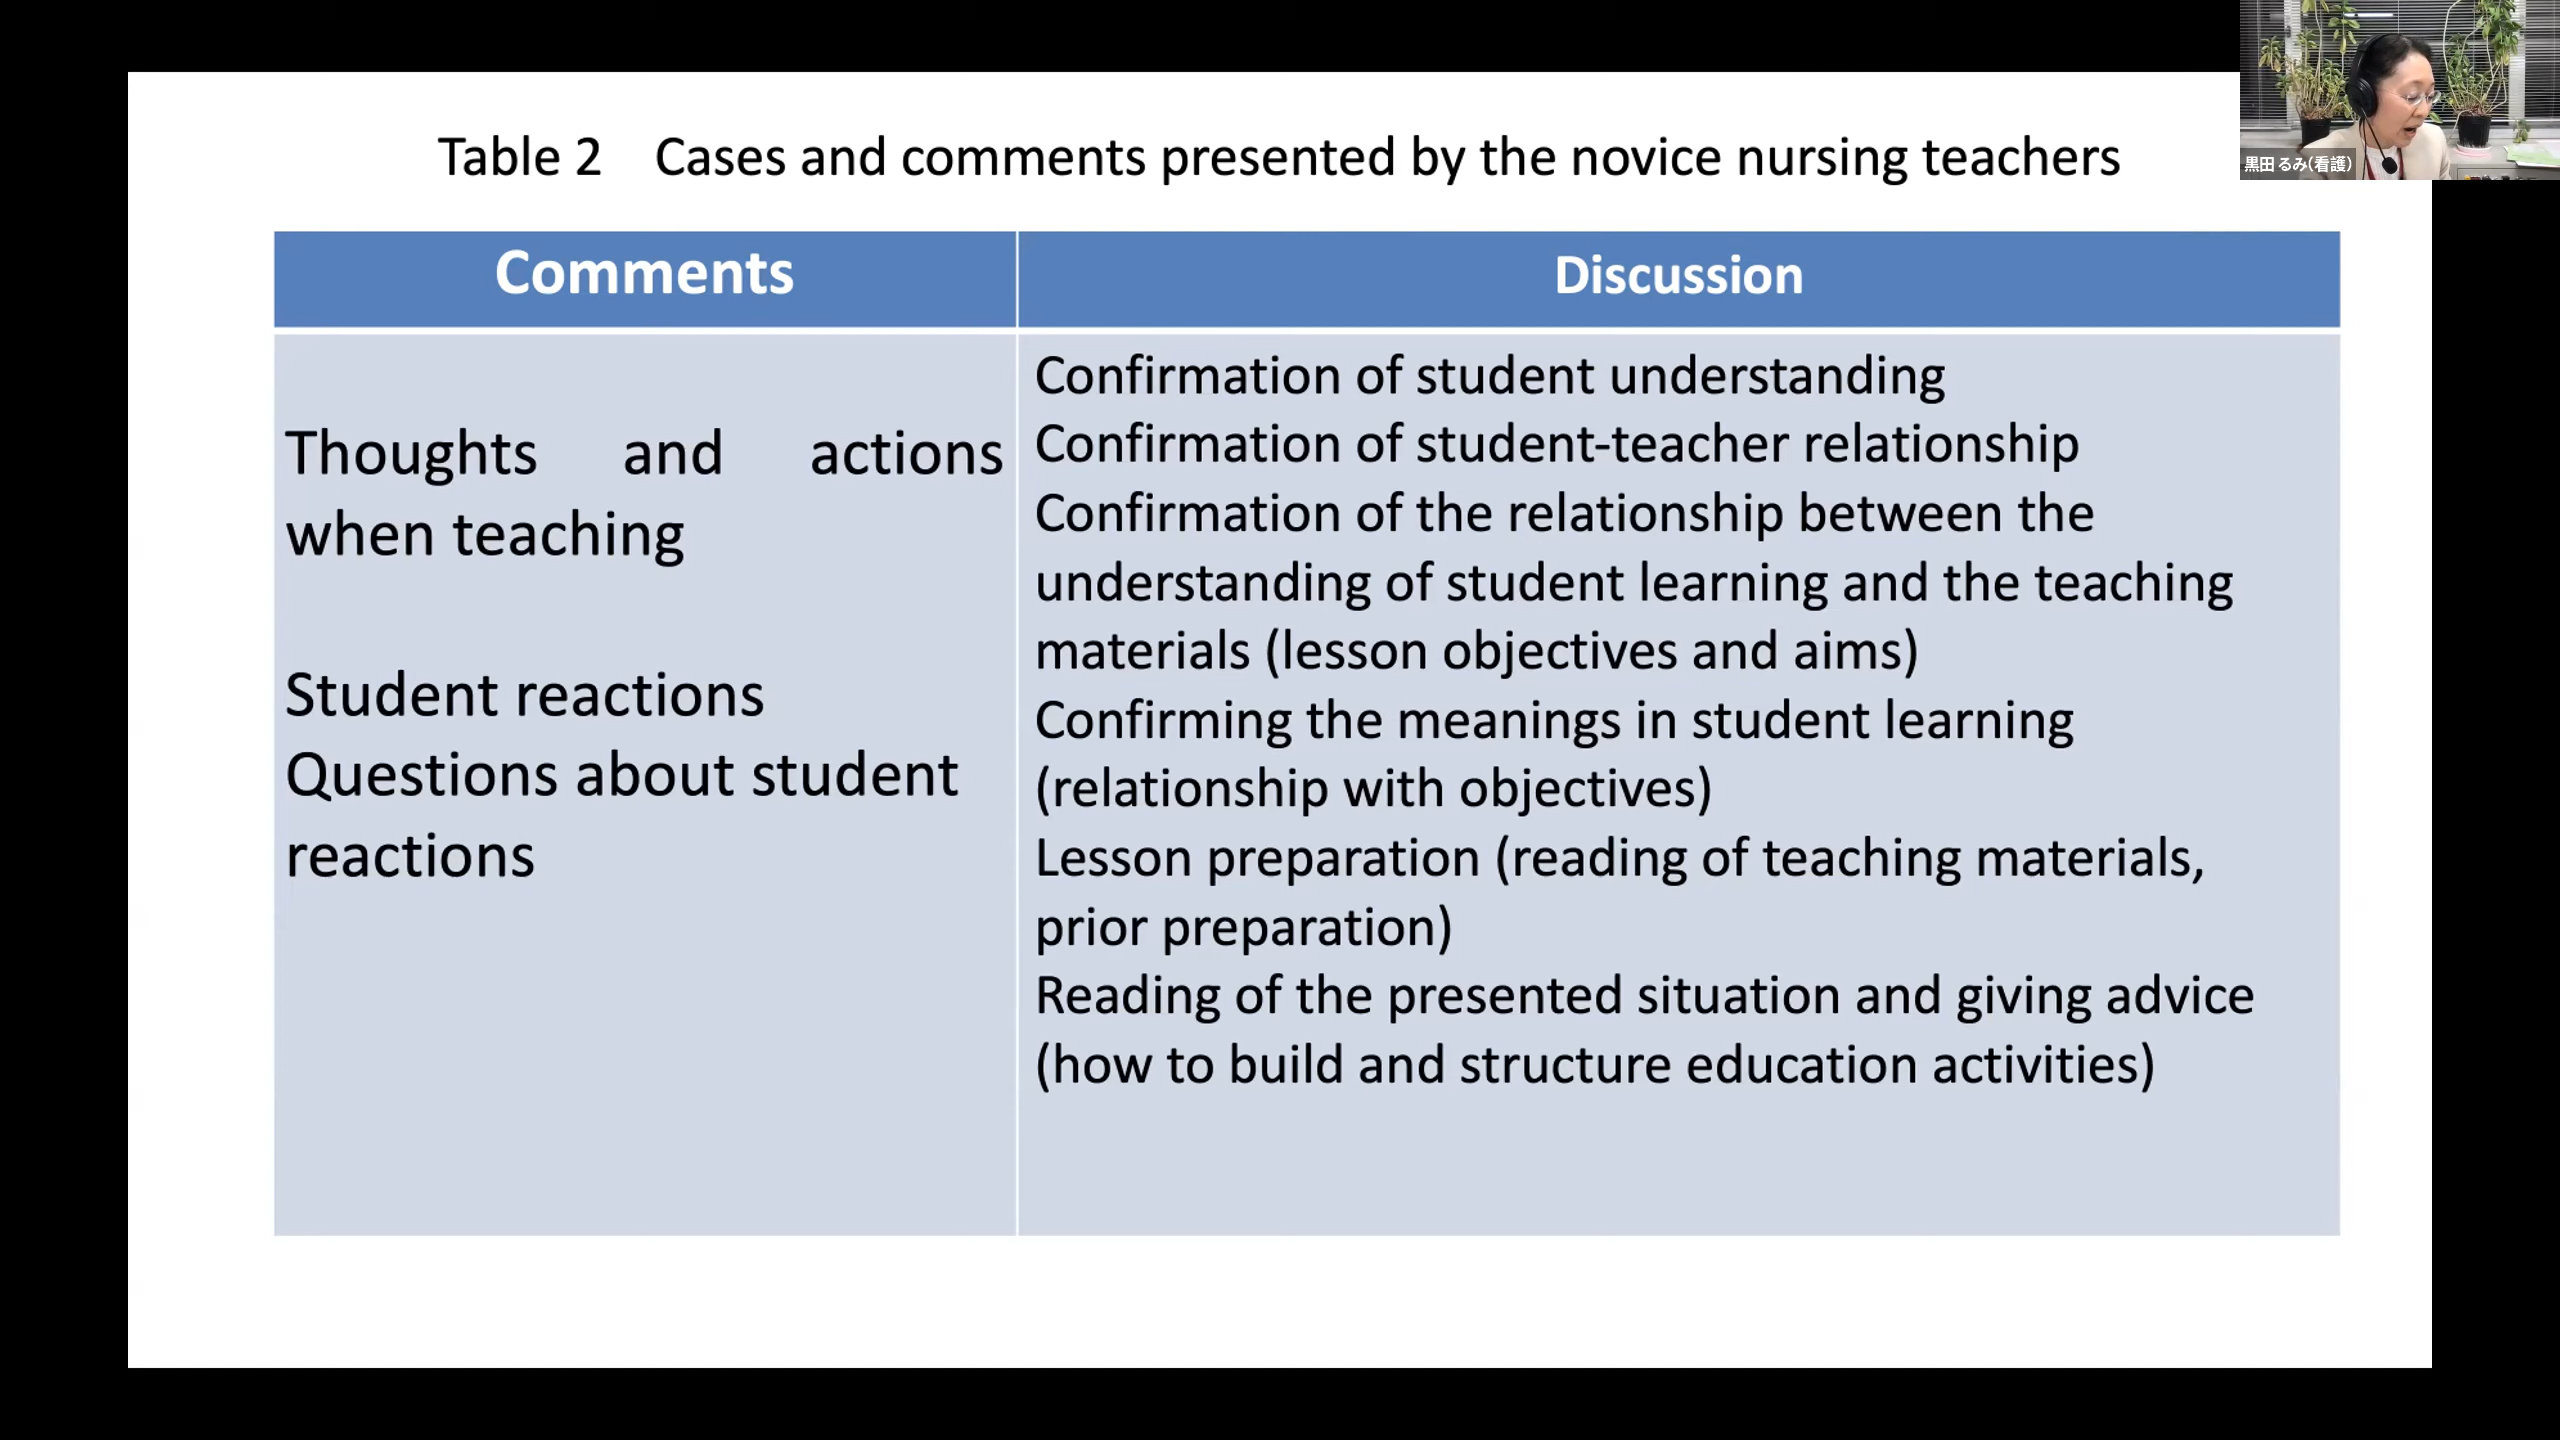 Table 2 Cases and comments presented by the novice nursing teachers
黒田 るみ(看護)
Comments
Discussion
Thoughts and actions
when teaching
Student reactions
Questions about student
reactions
Confirmation of student understanding
Confirmation of student-teacher relationship
Confirmation of the relationship between the
understanding of student learning and the teaching
materials (lesson objectives and aims)
Confirming the meanings in student learning
(relationship with objectives)
Lesson preparation (reading of teaching materials,
prior preparation)
Reading of the presented situation and giving advice
(how to build and structure education activities)